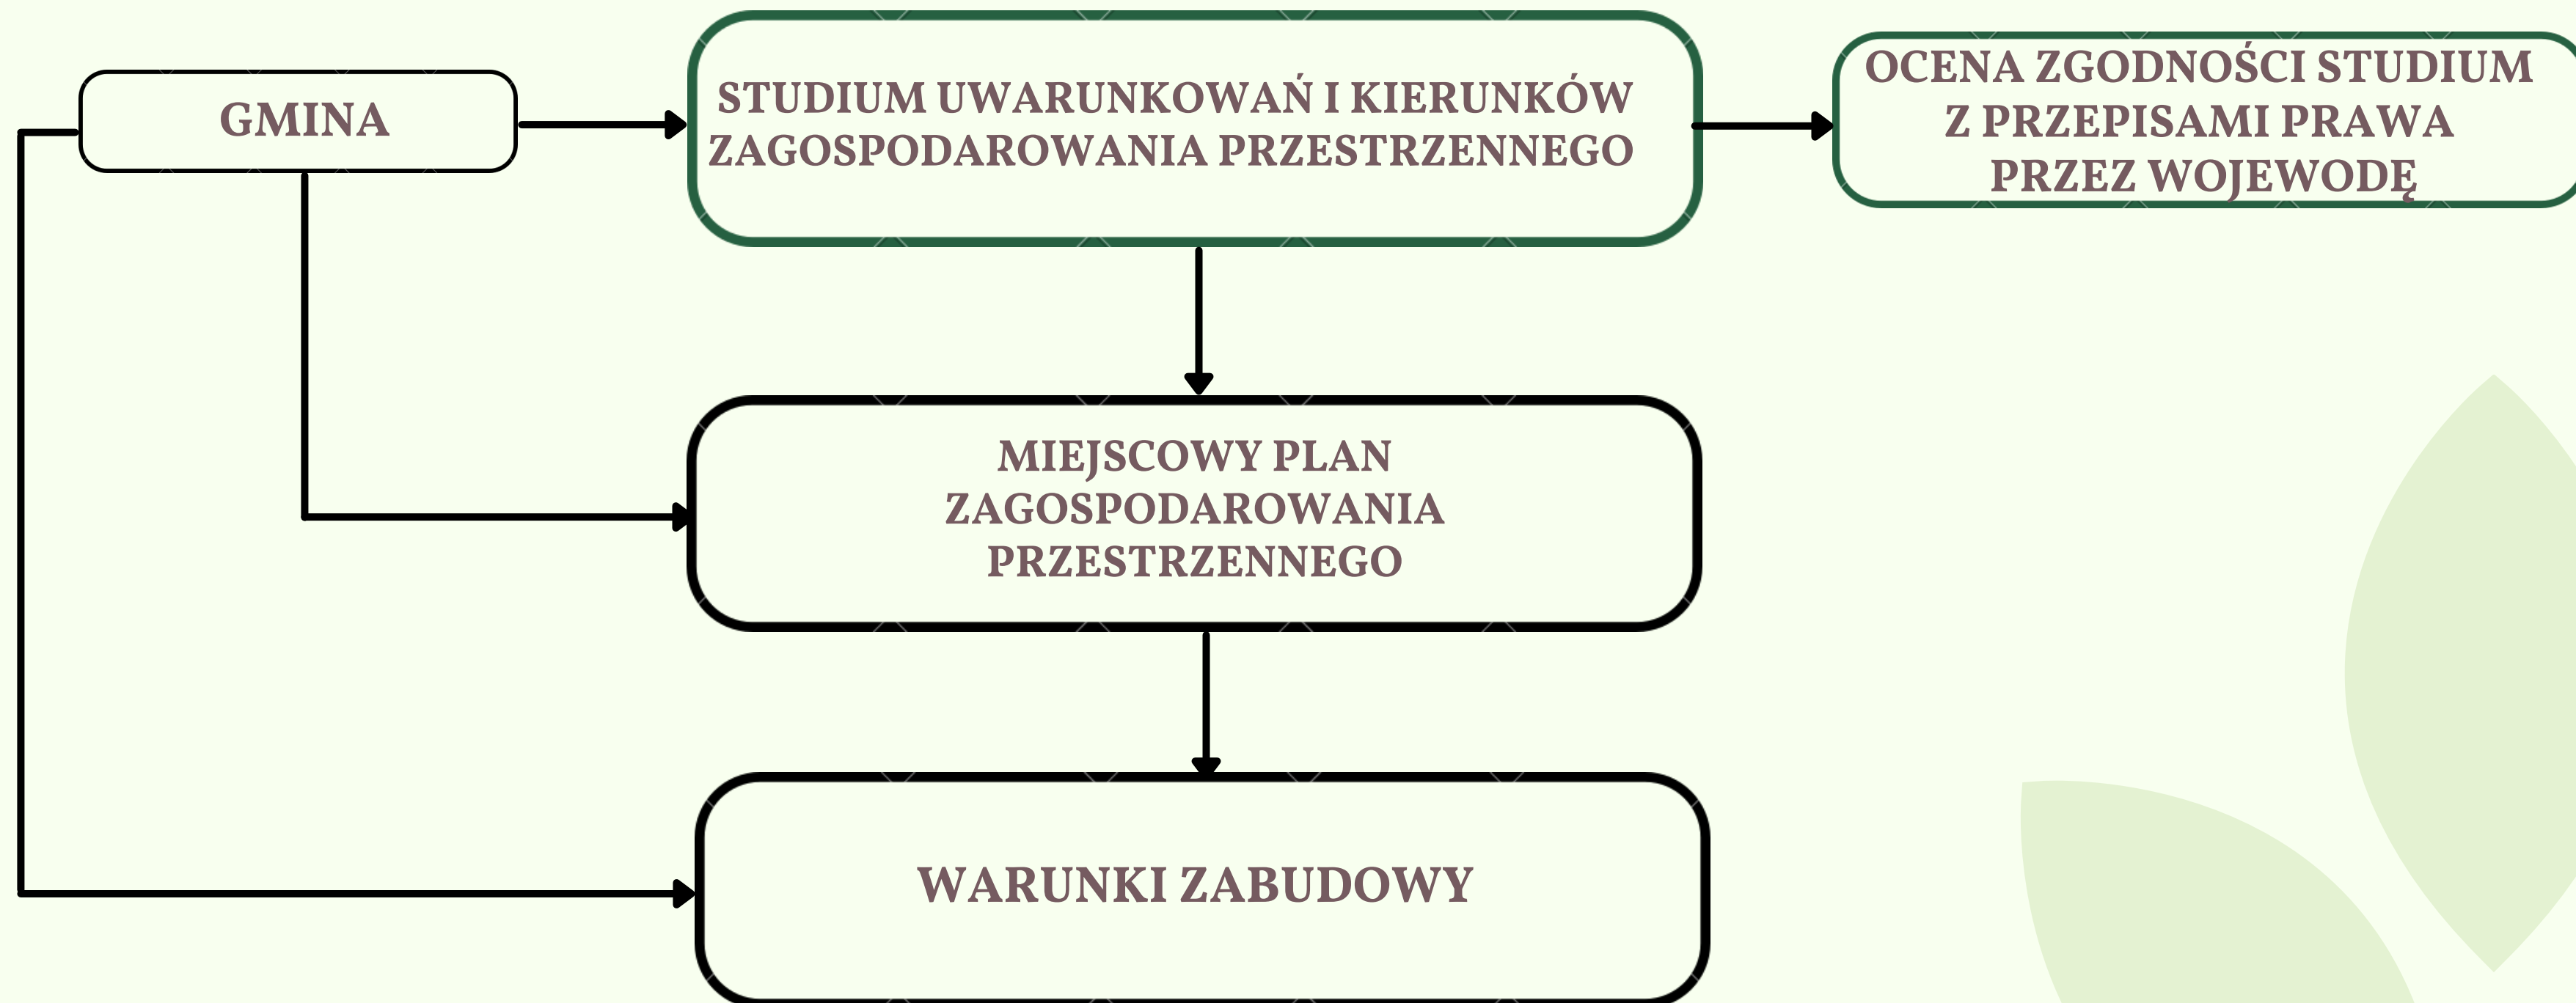 GMINA
STUDIUM UWARUNKOWAŃ I KIERUNKÓW
ZAGOSPODAROWANIA PRZESTRZENNEGO
OCENA ZGODNOŚCI STUDIUM
Z PRZEPISAMI PRAWA
PRZEZ WOJEWODĘ
MIEJSCOWY PLAN
ZAGOSPODAROWANIA
PRZESTRZENNEGO
WARUNKI ZABUDOWY